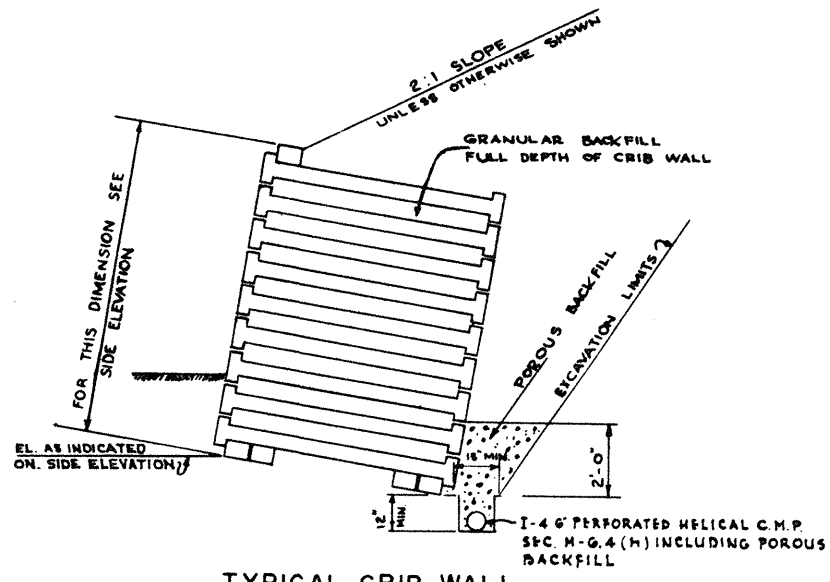 2:1 SLOPE
UNLESS OTHERWISE SHOWN
GRANULAR BACKFILL
FULL DEPTH OF CRIB WALL
FOR THIS DIMENSION SEE
SIDE ELEVATION
POROUS BACKFILL
EXCAVATION LIMITS
EL. AS INDICATED
ON. SIDE ELEVATION
18" MIN.
2'-0"
12"
MIN.
I-4 6" PERFORATED HELICAL C.M.P.
SEC. M-6.4 (H) INCLUDING POROUS
BACKFILL
TYPICAL CRIB WALL